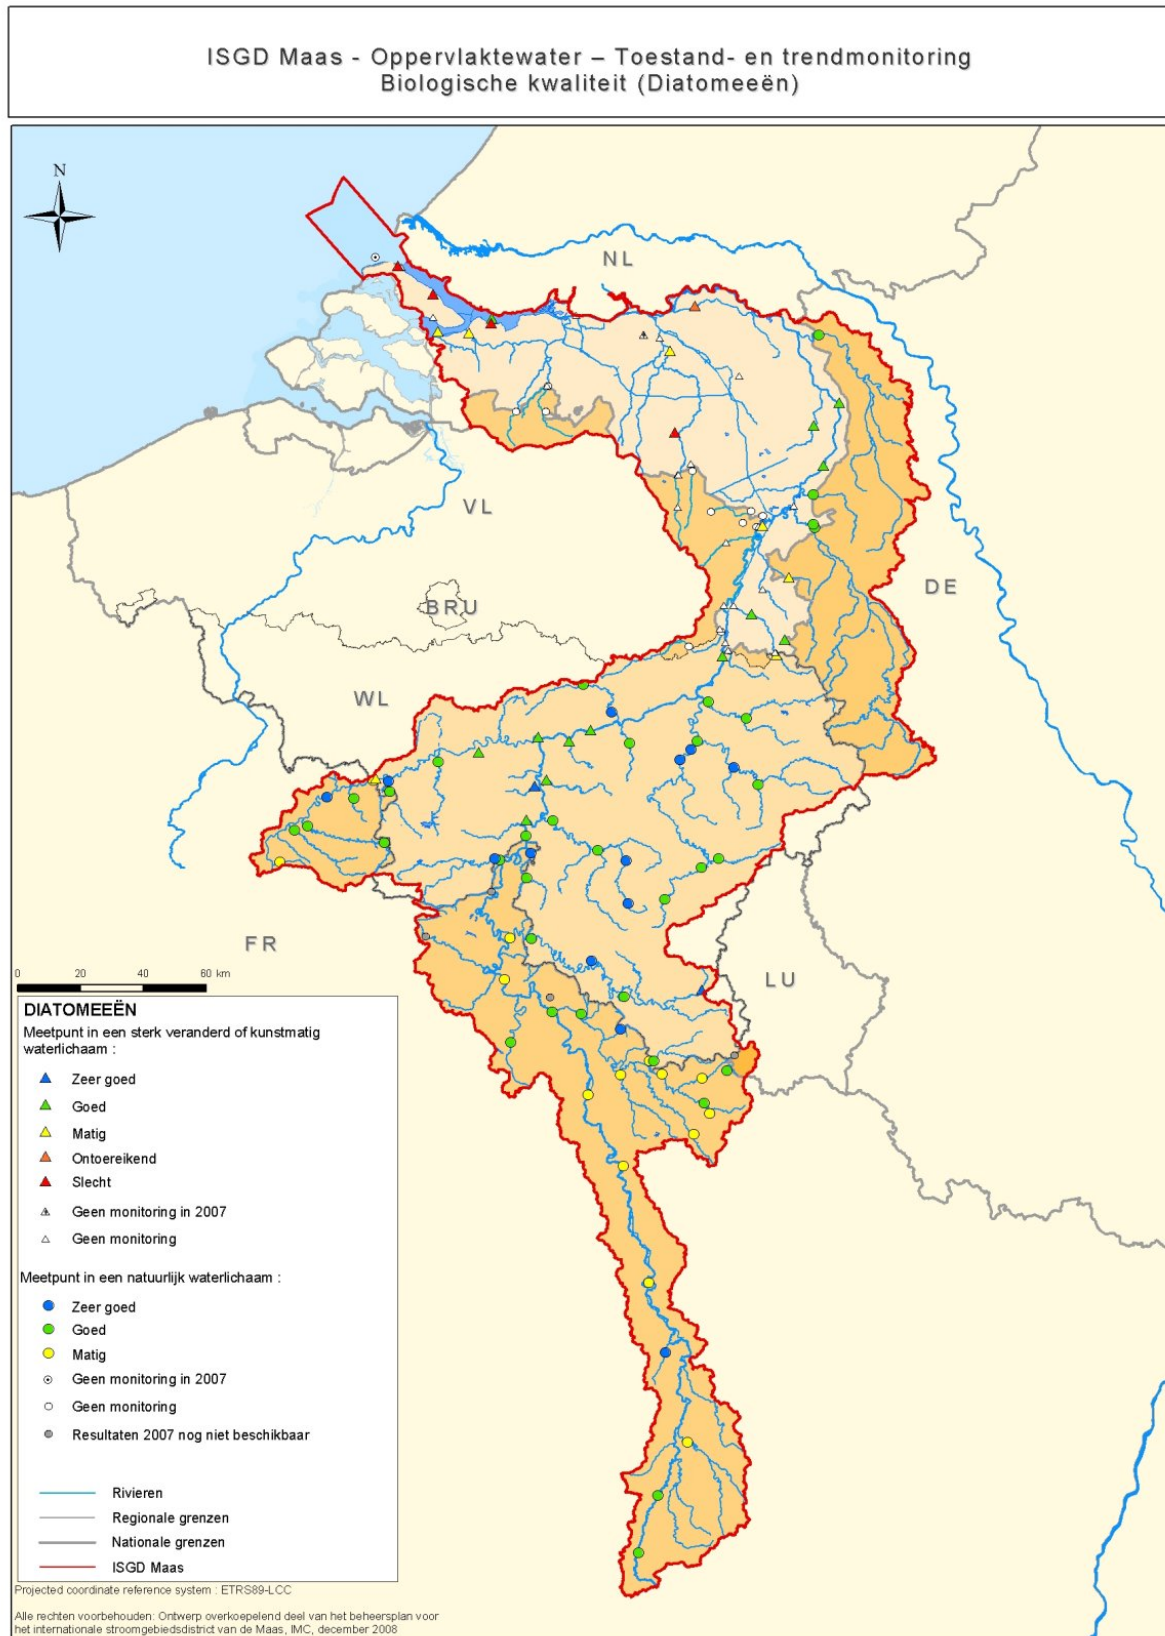 ISGD Maas - Oppervlaktewater – Toestand- en trendmonitoring
Biologische kwaliteit (Diatomeeën)
N
NL
VL
DE
BRU
WL
FR
LU
0 20 40 60 km
DIATOMEEËN
Meetpunt in een sterk veranderd of kunstmatig
waterlichaam :
Zeer goed
Goed
Matig
Ontoereikend
Slecht
Geen monitoring in 2007
Geen monitoring
Meetpunt in een natuurlijk waterlichaam :
Zeer goed
Goed
Matig
Geen monitoring in 2007
Geen monitoring
Resultaten 2007 nog niet beschikbaar
Rivieren
Regionale grenzen
Nationale grenzen
ISGD Maas
Projected coordinate reference system : ETRS89-LCC
Alle rechten voorbehouden: Ontwerp overkoepelend deel van het beheersplan voor
het internationale stroomgebiedsdistrict van de Maas, IMC, december 2008